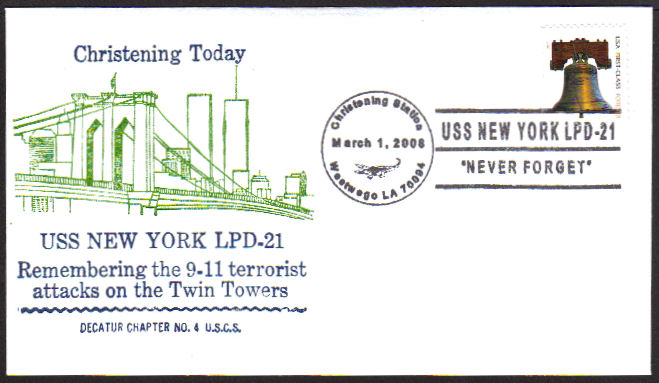 Christening Today
USS NEW YORK LPD-21
Remembering the 9-11 terrorist
attacks on the Twin Towers
DECATUR CHAPTER NO. 4 U.S.C.S.
Christening Station
March 1, 2008
Westwego LA 70094
USS NEW YORK LPD-21
"NEVER FORGET"
USA FIRST-CLASS FOREVER